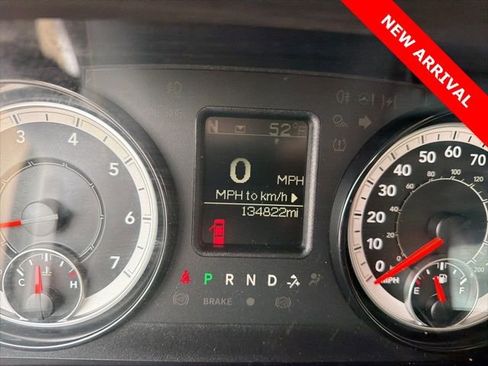 NEW ARRIVAL
N 52°F
0 MPH
MPH to km/h
134822mi
P R N D
BRAKE
3 4 5 6 7
C H
0 10 20 30 40 50 60 70
MPH
E F